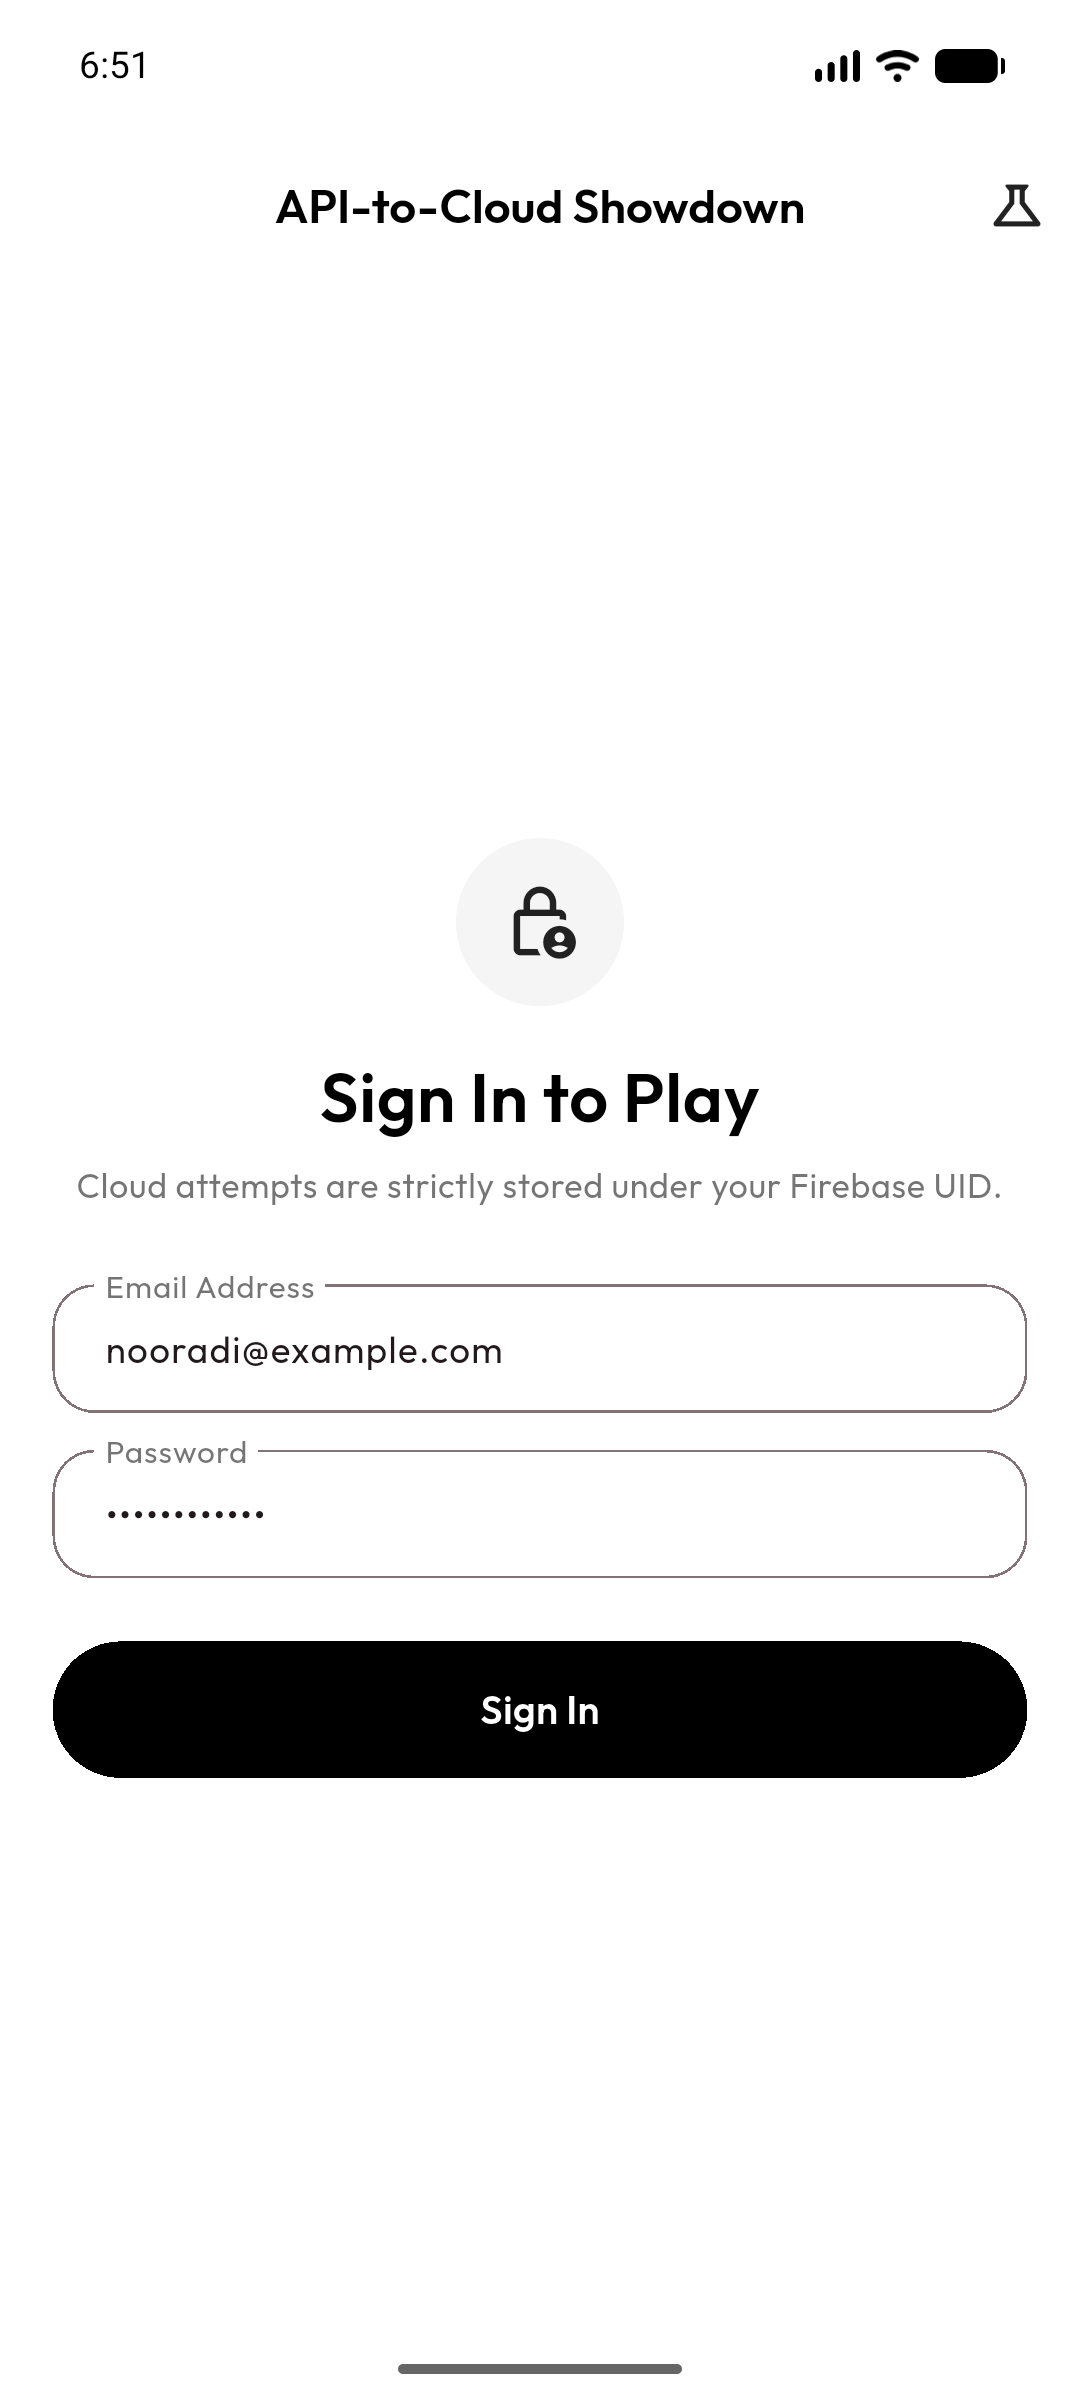 6:51
API-to-Cloud Showdown
Sign In to Play
Cloud attempts are strictly stored under your Firebase UID.
Email Address
nooradi@example.com
Password
••••••••••••
Sign In